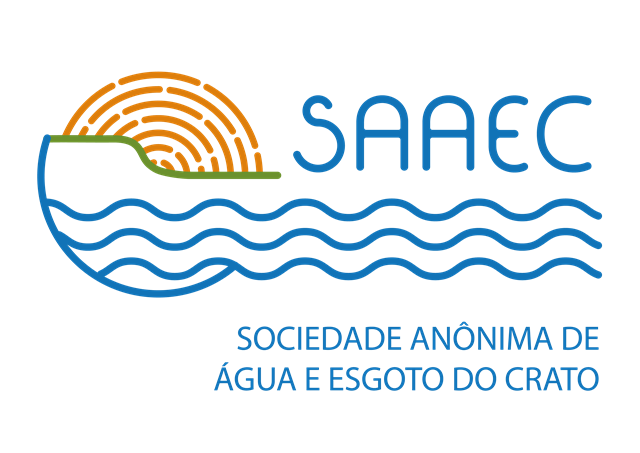 SAAEC
SOCIEDADE ANÔNIMA DE
ÁGUA E ESGOTO DO CRATO